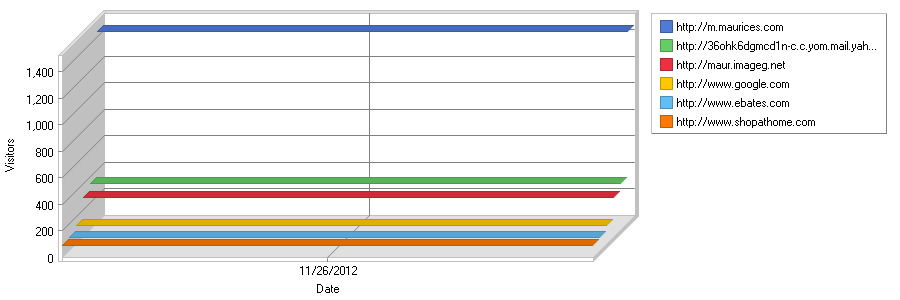 http://m.maurices.com
http://36ohk6dgmcd1n-c.c.yom.mail.yah...
http://maur.imageg.net
http://www.google.com
http://www.ebates.com
http://www.shopathome.com
1,400
1,200
1,000
800
600
400
200
0
Visitors
11/26/2012
Date